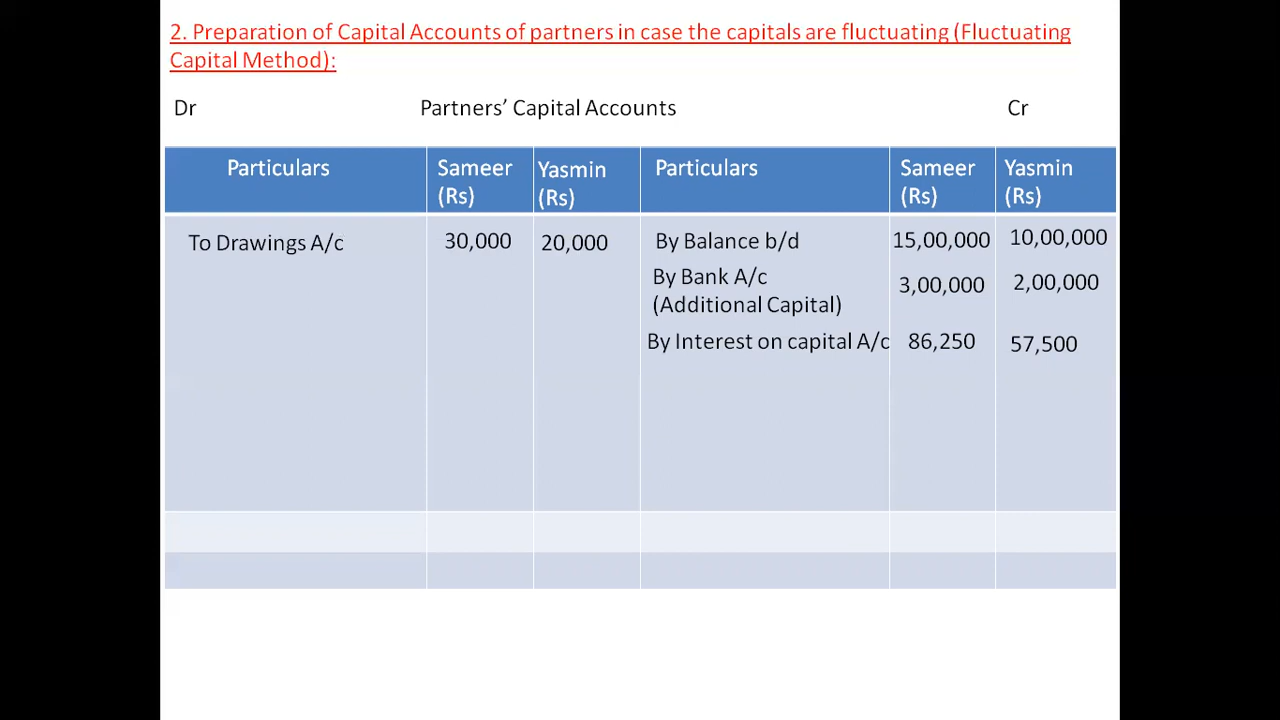 2. Preparation of Capital Accounts of partners in case the capitals are fluctuating (Fluctuating
Capital Method):
Dr Partners’ Capital Accounts Cr
Particulars Sameer (Rs) Yasmin (Rs) Particulars Sameer (Rs) Yasmin (Rs)
To Drawings A/c 30,000 20,000 By Balance b/d 15,00,000 10,00,000
By Bank A/c
(Additional Capital) 3,00,000 2,00,000
By Interest on capital A/c 86,250 57,500